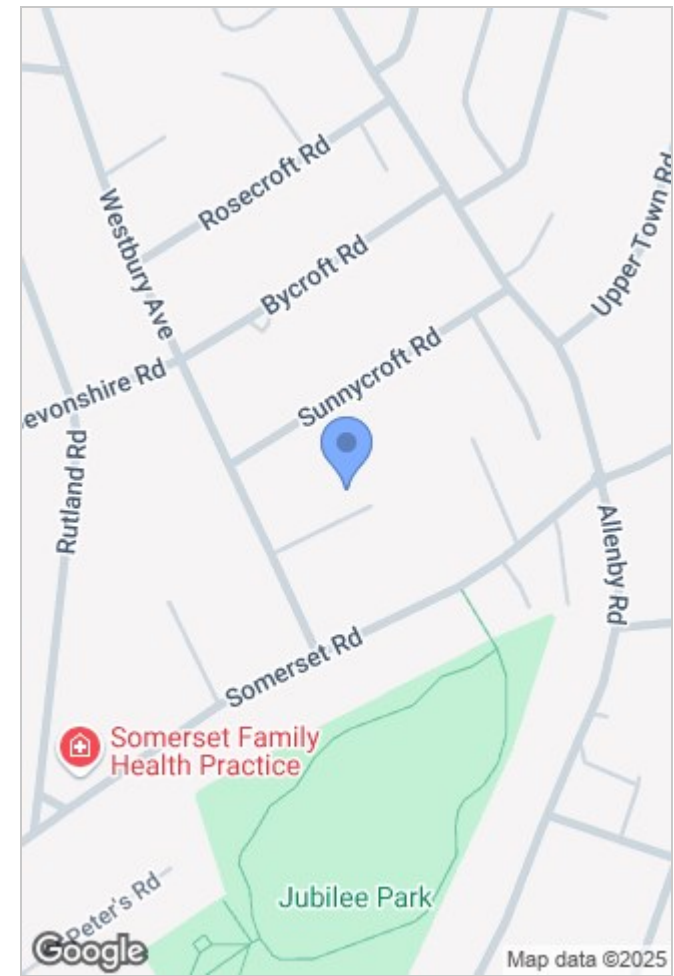 Rosecroft Rd
Westbury Ave
Upper Town Rd
Bycroft Rd
Sunnycroft Rd
evonshire Rd
Rutland Rd
Allenby Rd
Somerset Rd
Somerset Family
Health Practice
Jubilee Park
Peter's Rd
Google
Map data ©2025